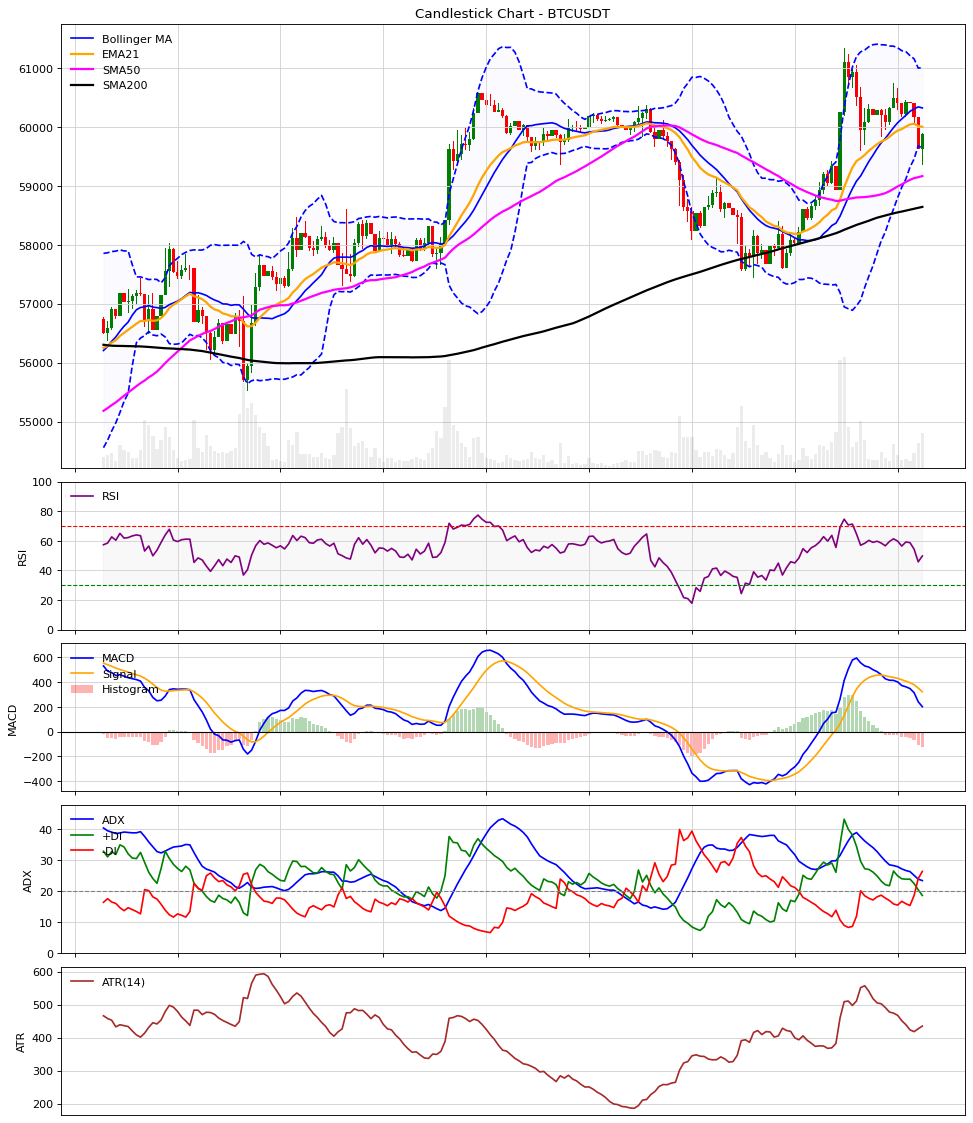 Candlestick Chart - BTCUSDT
Bollinger MA
EMA21
SMA50
SMA200
61000
60000
59000
58000
57000
56000
55000
RSI
RSI
100
80
60
40
20
0
MACD
Signal
Histogram
MACD
600
400
200
0
−200
−400
ADX
+DI
-DI
ADX
40
30
20
10
0
ATR(14)
ATR
600
500
400
300
200